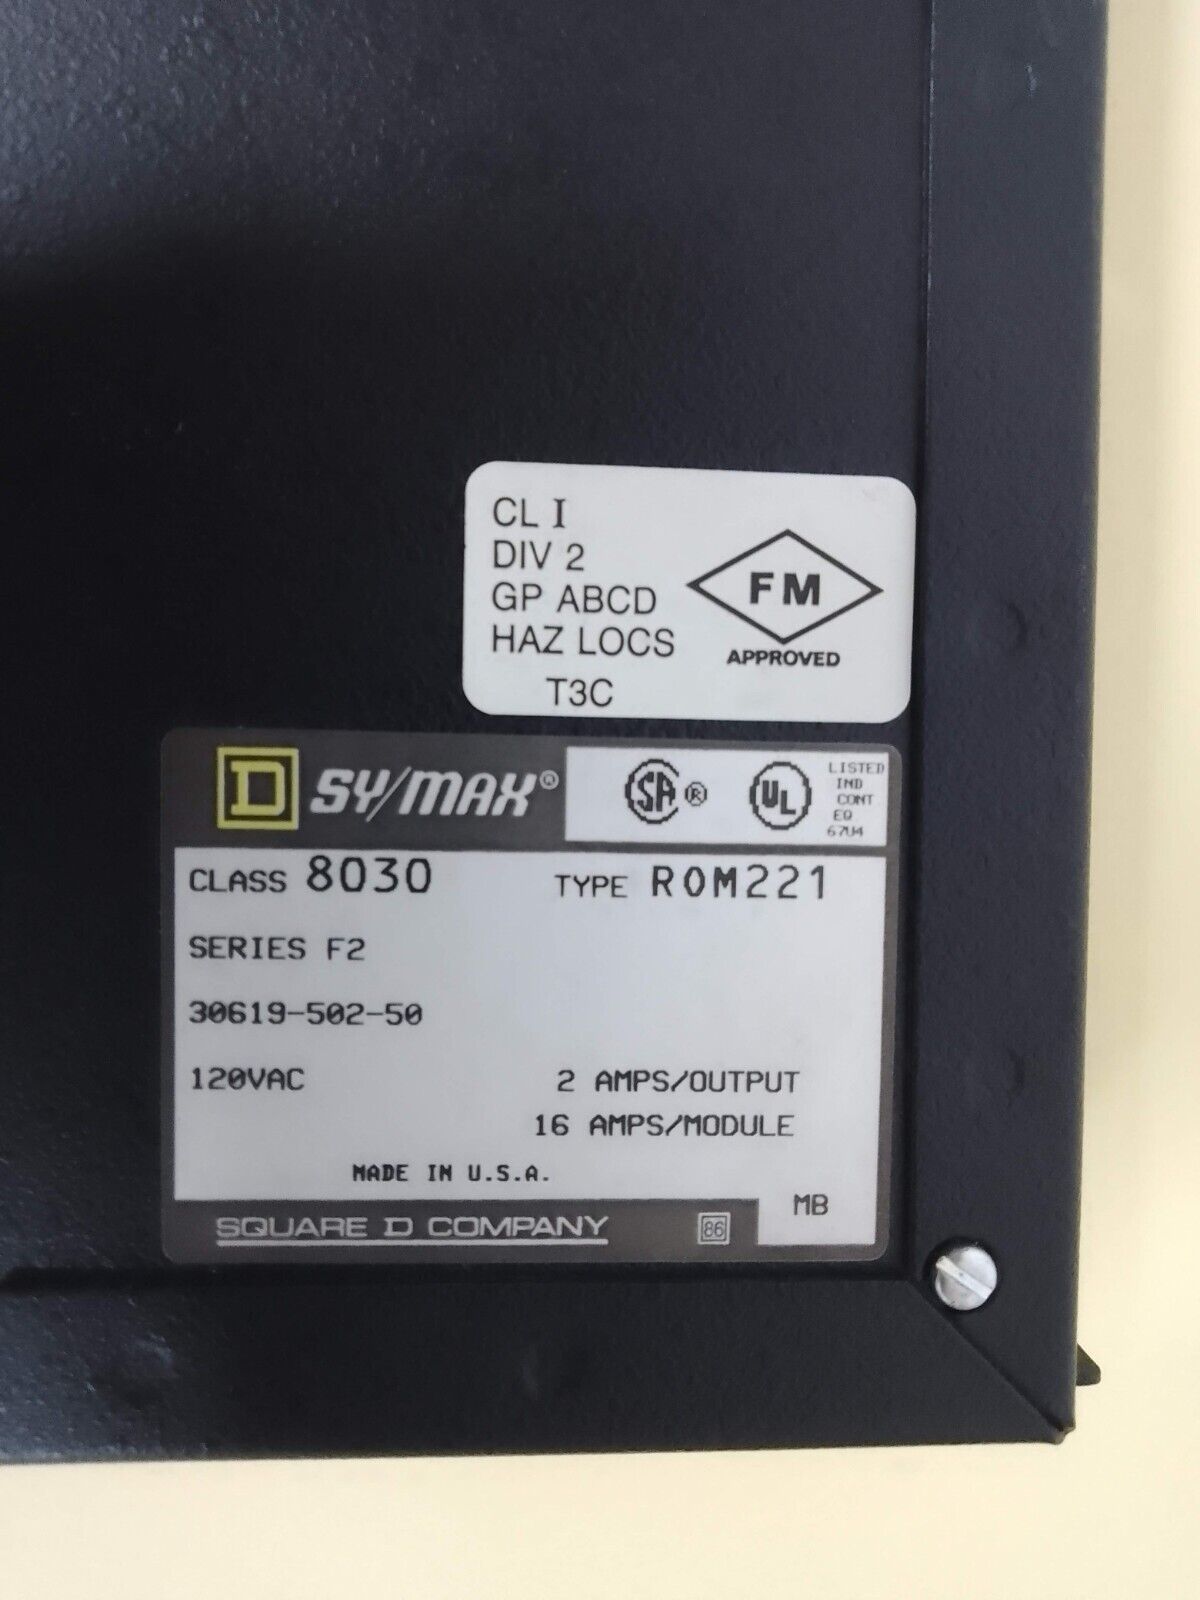 CL I
DIV 2
GP ABCD
HAZ LOCS
T3C
FM
APPROVED
D SY/MAX®
SA ®
UL
LISTED
IND
CONT
EQ
67U4
CLASS 8030 TYPE ROM221
SERIES F2
30619-502-50
120VAC 2 AMPS/OUTPUT
16 AMPS/MODULE
MADE IN U.S.A.
MB
SQUARE D COMPANY 86